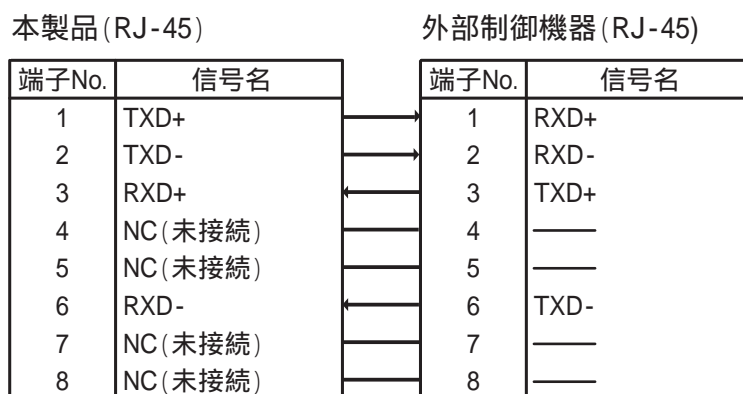 本製品(RJ-45) 外部制御機器(RJ-45)
端子No. 信号名 端子No. 信号名
1 TXD+ 1 RXD+
2 TXD- 2 RXD-
3 RXD+ 3 TXD+
4 NC(未接続) 4 ——
5 NC(未接続) 5 ——
6 RXD- 6 TXD-
7 NC(未接続) 7 ——
8 NC(未接続) 8 ——